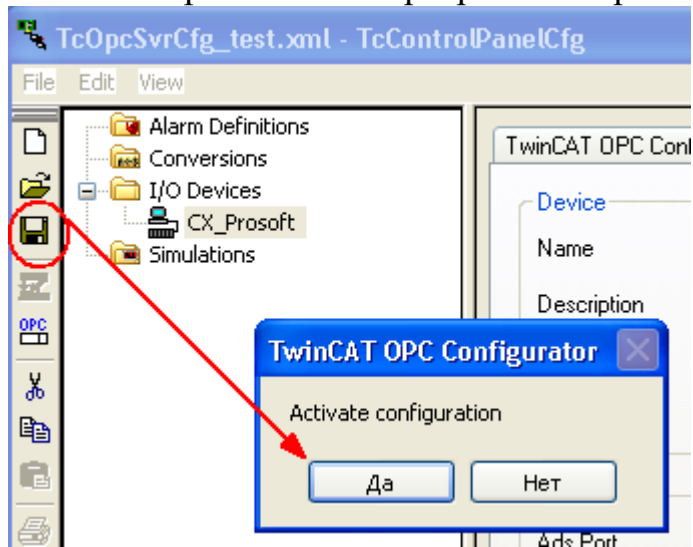 TcOpcSvrCfg_test.xml - TcControlPanelCfg
File Edit View
Alarm Definitions
Conversions
I/O Devices
CX_Prosoft
Simulations
OPC
TwinCAT OPC Conf
Device
Name
Description
TwinCAT OPC Configurator
Activate configuration
Да Нет
Ads Port